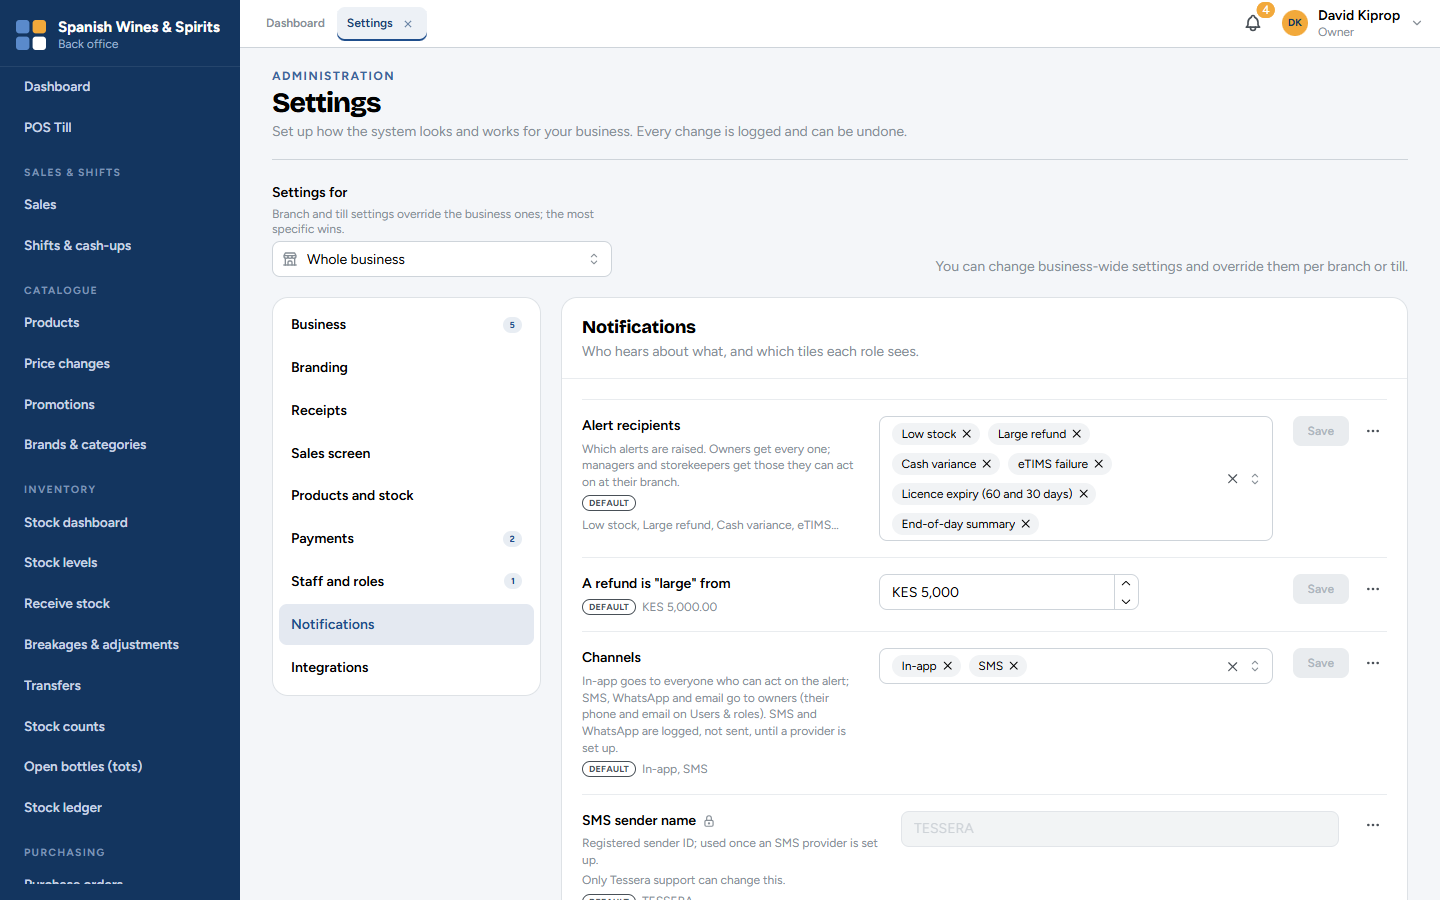 Spanish Wines & Spirits
Back office
Dashboard
POS Till
SALES & SHIFTS
Sales
Shifts & cash-ups
CATALOGUE
Products
Price changes
Promotions
Brands & categories
INVENTORY
Stock dashboard
Stock levels
Receive stock
Breakages & adjustments
Transfers
Stock counts
Open bottles (tots)
Stock ledger
PURCHASING
Purchase orders
Dashboard
Settings
4
DK
David Kiprop
Owner
ADMINISTRATION
Settings
Set up how the system looks and works for your business. Every change is logged and can be undone.
Settings for
Branch and till settings override the business ones; the most
specific wins.
Whole business
You can change business-wide settings and override them per branch or till.
Business 5
Branding
Receipts
Sales screen
Products and stock
Payments 2
Staff and roles 1
Notifications
Integrations
Notifications
Who hears about what, and which tiles each role sees.
Alert recipients
Which alerts are raised. Owners get every one;
managers and storekeepers get those they can act
on at their branch.
DEFAULT
Low stock, Large refund, Cash variance, eTIMS...
Low stock
Large refund
Cash variance
eTIMS failure
Licence expiry (60 and 30 days)
End-of-day summary
Save
A refund is "large" from
DEFAULT KES 5,000.00
KES 5,000
Save
Channels
In-app goes to everyone who can act on the alert;
SMS, WhatsApp and email go to owners (their
phone and email on Users & roles). SMS and
WhatsApp are logged, not sent, until a provider is
set up.
DEFAULT In-app, SMS
In-app
SMS
Save
SMS sender name
Registered sender ID; used once an SMS provider is set
up.
Only Tessera support can change this.
DEFAULT TESSERA
TESSERA